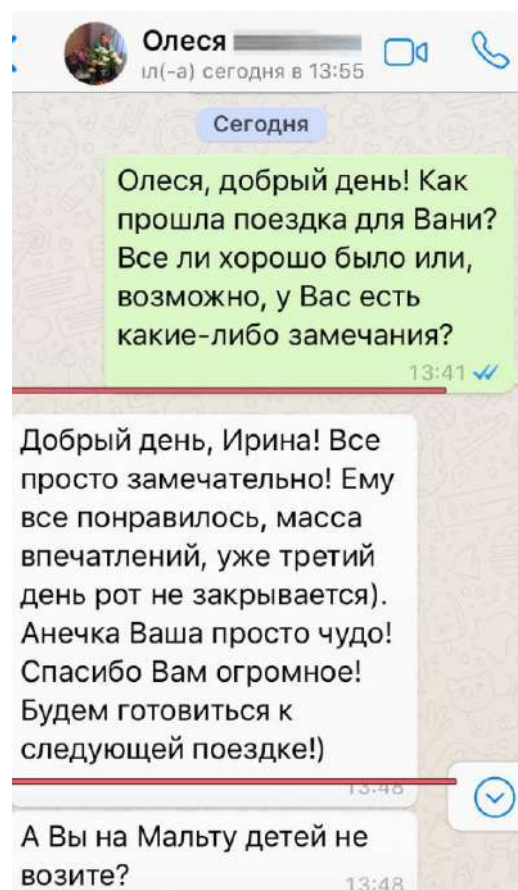 Олеся
ил(-а) сегодня в 13:55
Сегодня
Олеся, добрый день! Как
прошла поездка для Вани?
Все ли хорошо было или,
возможно, у Вас есть
какие-либо замечания?
13:41
Добрый день, Ирина! Все
просто замечательно! Ему
все понравилось, масса
впечатлений, уже третий
день рот не закрывается).
Анечка Ваша просто чудо!
Спасибо Вам огромное!
Будем готовиться к
следующей поездке!)
13:48
А Вы на Мальту детей не
возите?
13:48